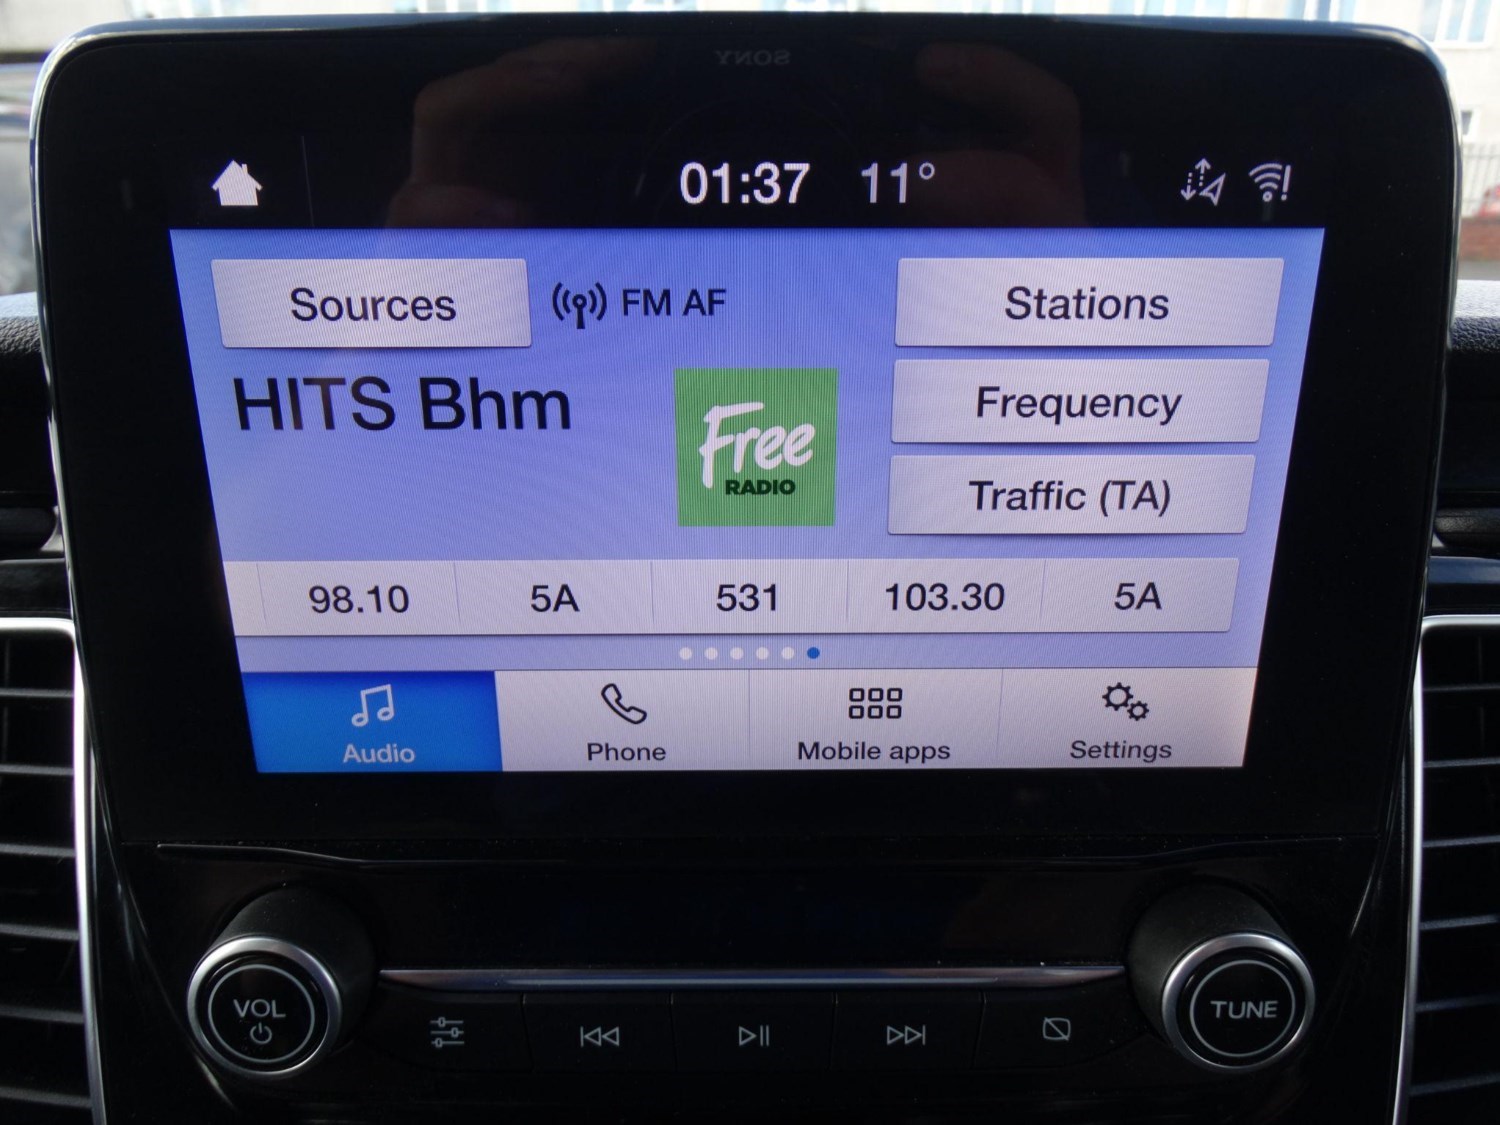 SONY
01:37 11°
Sources
FM AF
Stations
HITS Bhm
Free
RADIO
Frequency
Traffic (TA)
98.10
5A
531
103.30
5A
Audio
Phone
Mobile apps
Settings
VOL
TUNE